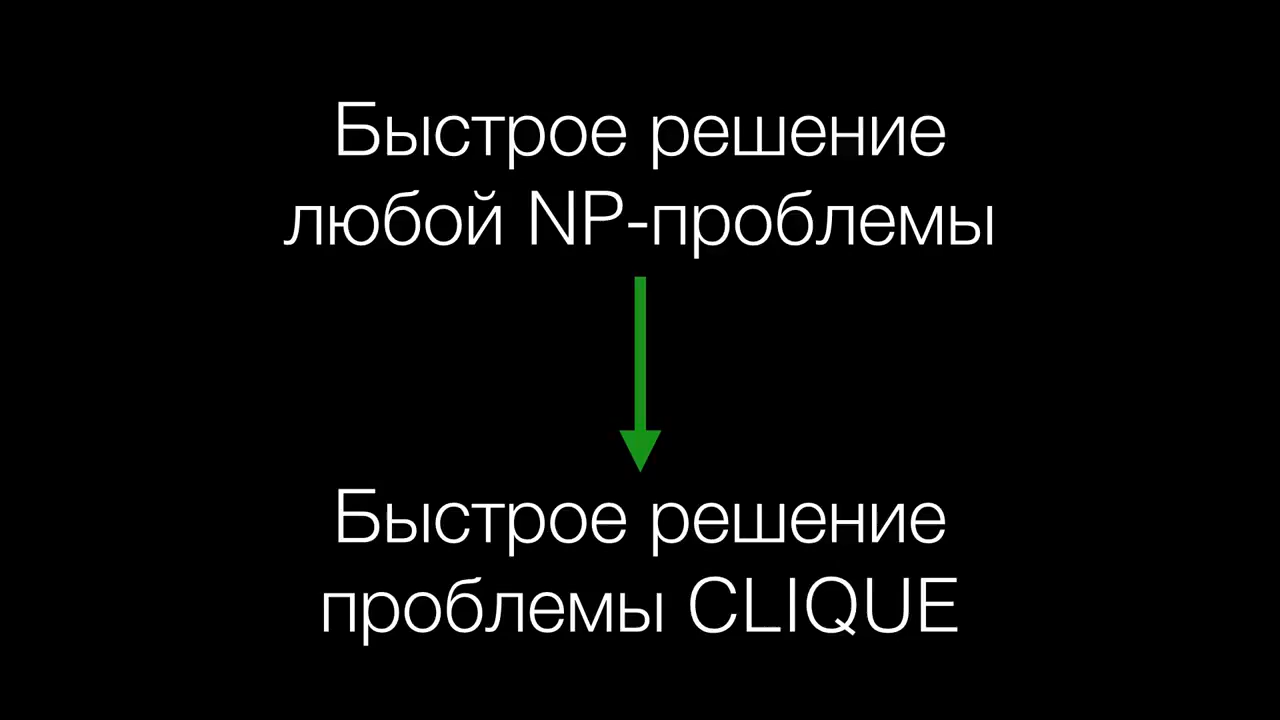 Быстрое решение
любой NP-проблемы
Быстрое решение
проблемы CLIQUE